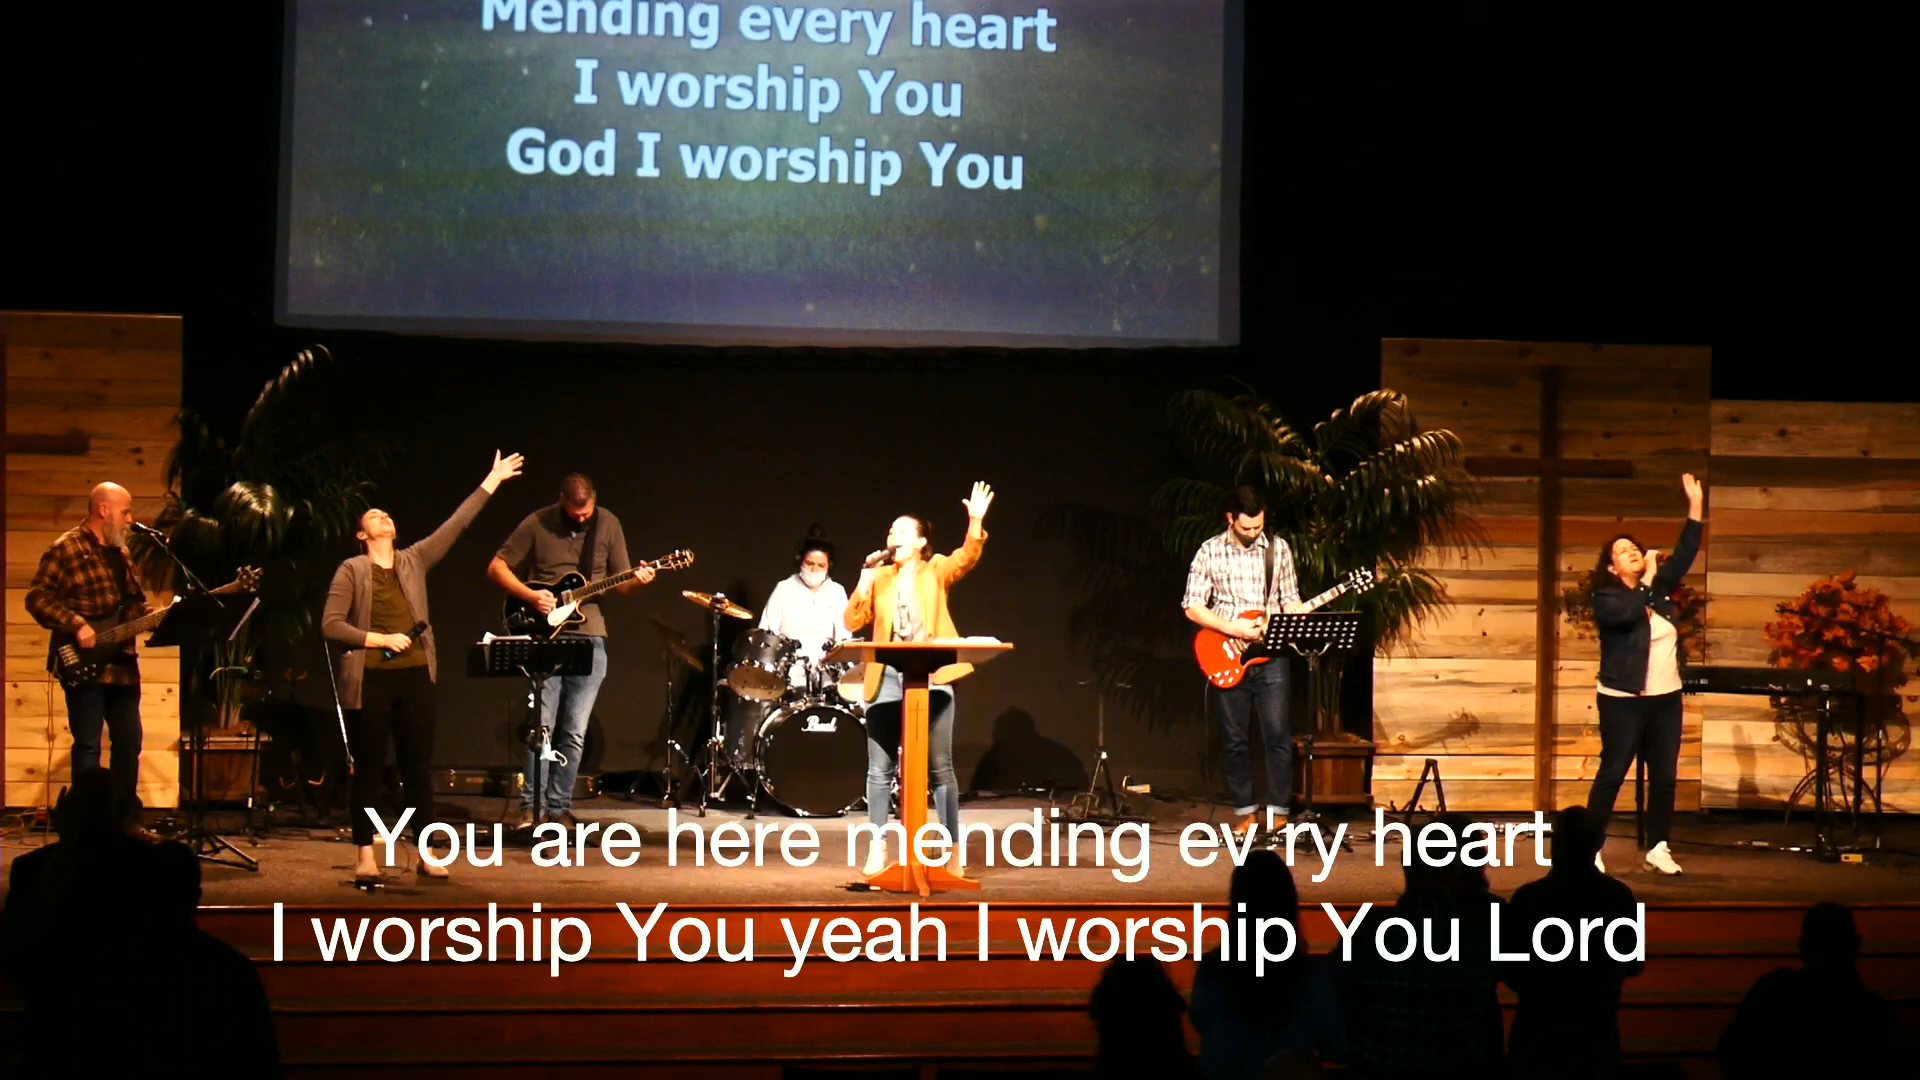 Mending every heart
I worship You
God I worship You
Pearl
You are here mending ev'ry heart
I worship You yeah I worship You Lord